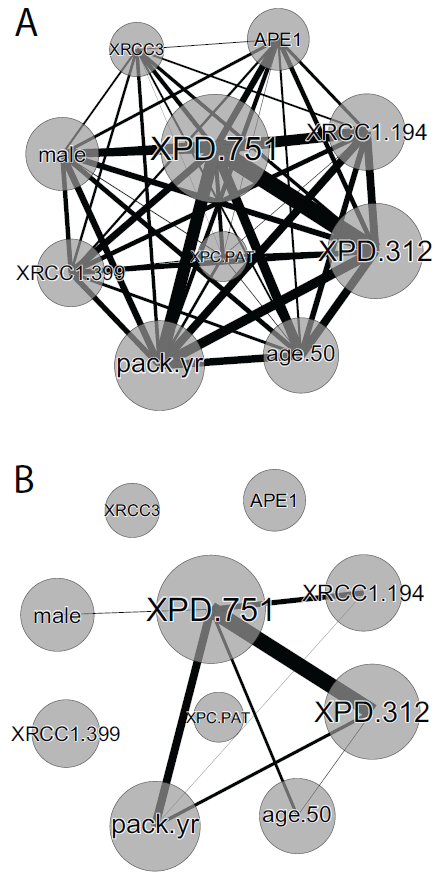 A
XRCC3
APE1
male
XPD.751
XRCC1.194
XRCC1.399
XPC.PAT
XPD.312
pack.yr
age.50
B
XRCC3
APE1
male
XPD.751
XRCC1.194
XRCC1.399
XPC.PAT
XPD.312
pack.yr
age.50